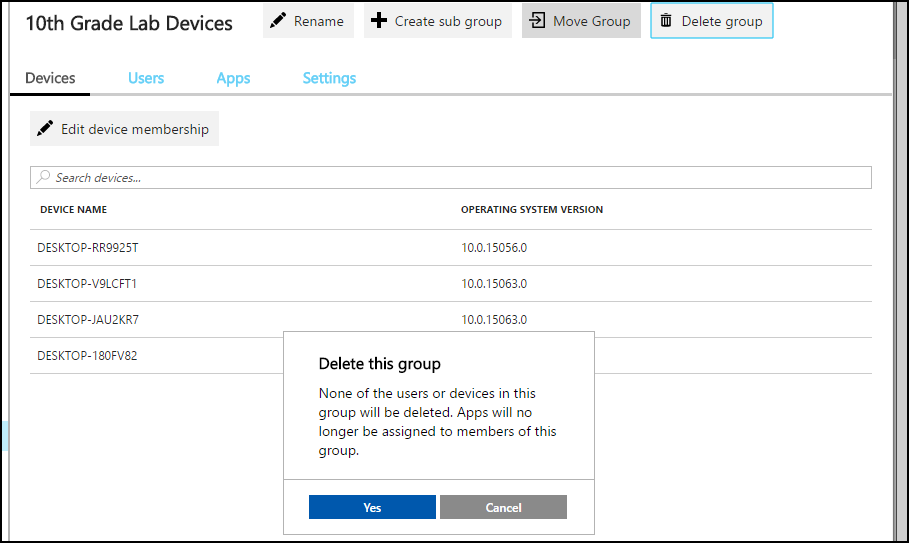 10th Grade Lab Devices Rename Create sub group Move Group Delete group
Devices Users Apps Settings
Edit device membership
Search devices...
DEVICE NAME OPERATING SYSTEM VERSION
DESKTOP-RR9925T 10.0.15056.0
DESKTOP-V9LCFT1 10.0.15063.0
DESKTOP-JAU2KR7 10.0.15063.0
DESKTOP-180FV82
Delete this group
None of the users or devices in this
group will be deleted. Apps will no
longer be assigned to members of this
group.
Yes Cancel